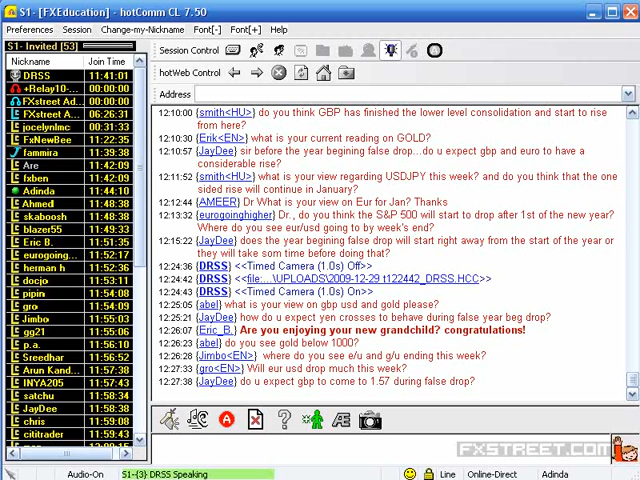 S1- [FXEducation] - hotComm CL 7.50
Preferences Session Change-my-Nickname Font[-] Font[+] Help
S1- Invited [53]
Nickname Join Time
DRSS 11:41:01
+Relay10-... 00:00:00
FXstreet Ad... 00:00:00
FXstreet A... 06:26:31
jocelynlmc 00:31:33
FxNewBee 11:22:35
fammira 11:39:38
Are 11:42:09
fxben 11:42:09
Adinda 11:44:10
Ahmed 11:48:38
skaboosh 11:48:38
blazer55 11:49:33
Eric B. 11:51:35
eurogoing... 11:52:17
herman h 11:52:36
docjo 11:53:11
pipin 11:54:08
gro 11:54:09
Jimbo 11:55:03
gg21 11:55:06
p.a. 11:56:10
Sreedhar 11:56:52
Arun Kand... 11:57:38
INYA205 11:57:43
satchu 11:58:34
JayDee 11:58:34
chris 11:59:08
cititrader 11:59:43
Session Control
hotWeb Control
Address
12:10:00 {smith<HU>} do you think GBP has finished the lower level consolidation and start to rise
from here?
12:10:30 {Erik<EN>} what is your current reading on GOLD?
12:10:57 {JayDee} sir before the year begining false drop...do u expect gbp and euro to have a
considerable rise?
12:11:52 {smith<HU>} what is your view regarding USDJPY this week? and do you think that the one
sided rise will continue in January?
12:12:44 {AMEER} Dr What is your view on Eur for Jan? Thanks
12:13:32 {eurogoinghigher} Dr., do you think the S&P 500 will start to drop after 1st of the new year?
Where do you see eur/usd going to by week's end?
12:15:22 {JayDee} does the year begining false drop will start right away from the start of the year or
they will take som time before doing that?
12:24:36 {DRSS} <<Timed Camera (1.0s) Off>>
12:24:42 {DRSS} <<file:...\UPLOADS\2009-12-29 t122442_DRSS.HCC>>
12:24:43 {DRSS} <<Timed Camera (1.0s) On>>
12:25:05 {abel} what is your view on gbp usd and gold please?
12:25:21 {JayDee} how do u expect yen crosses to behave during false year beg drop?
12:26:07 {Eric_B.} Are you enjoying your new grandchild? congratulations!
12:26:23 {abel} do you see gold below 1000?
12:26:28 {Jimbo<EN>} where do you see e/u and g/u ending this week?
12:27:33 {gro<EN>} Will eur usd drop much this week?
12:27:38 {JayDee} do u expect gbp to come to 1.57 during false drop?
FXSTREET.COM
Audio-On S1-{3} DRSS Speaking Line Online-Direct Adinda